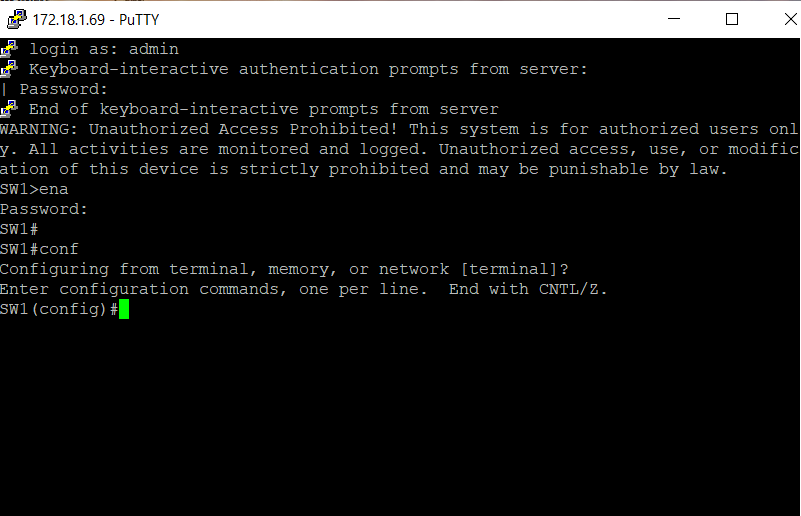 172.18.1.69 - PuTTY
login as: admin
Keyboard-interactive authentication prompts from server:
| Password:
End of keyboard-interactive prompts from server
WARNING: Unauthorized Access Prohibited! This system is for authorized users onl
y. All activities are monitored and logged. Unauthorized access, use, or modific
ation of this device is strictly prohibited and may be punishable by law.
SW1>ena
Password:
SW1#
SW1#conf
Configuring from terminal, memory, or network [terminal]?
Enter configuration commands, one per line.  End with CNTL/Z.
SW1(config)#